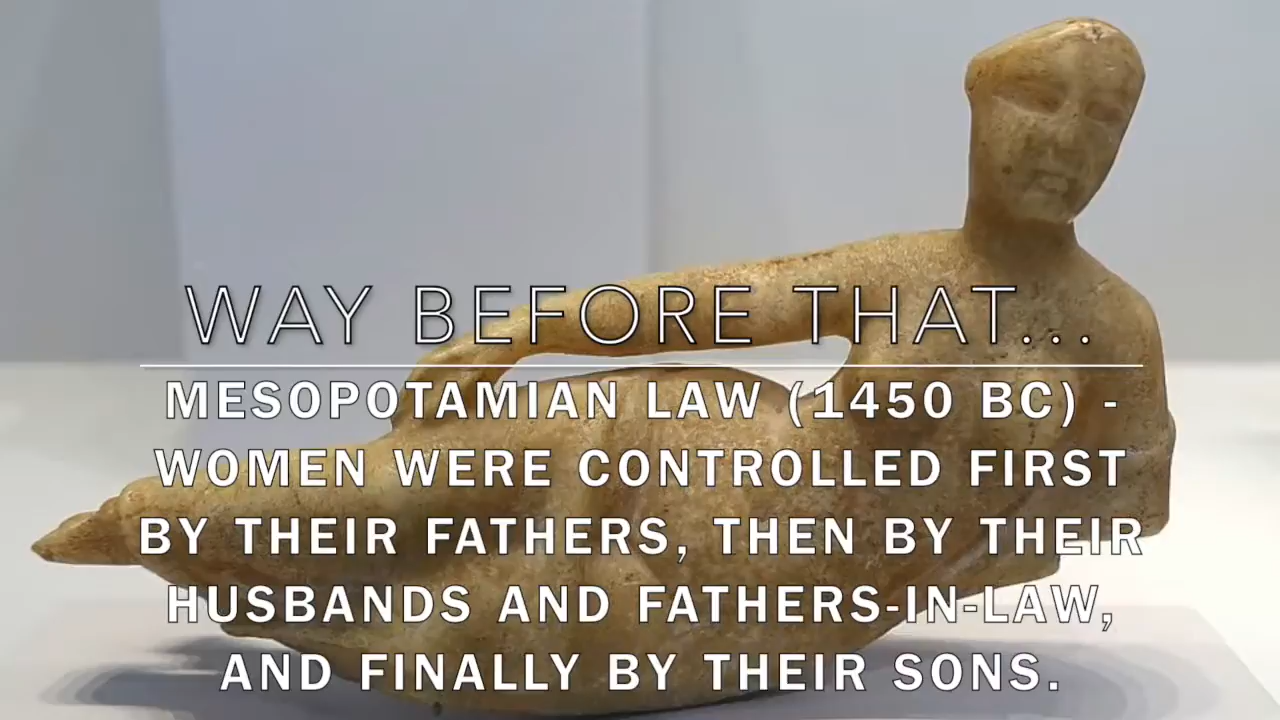 WAY BEFORE THAT...
MESOPOTAMIAN LAW (1450 BC) -
WOMEN WERE CONTROLLED FIRST
BY THEIR FATHERS, THEN BY THEIR
HUSBANDS AND FATHERS-IN-LAW,
AND FINALLY BY THEIR SONS.